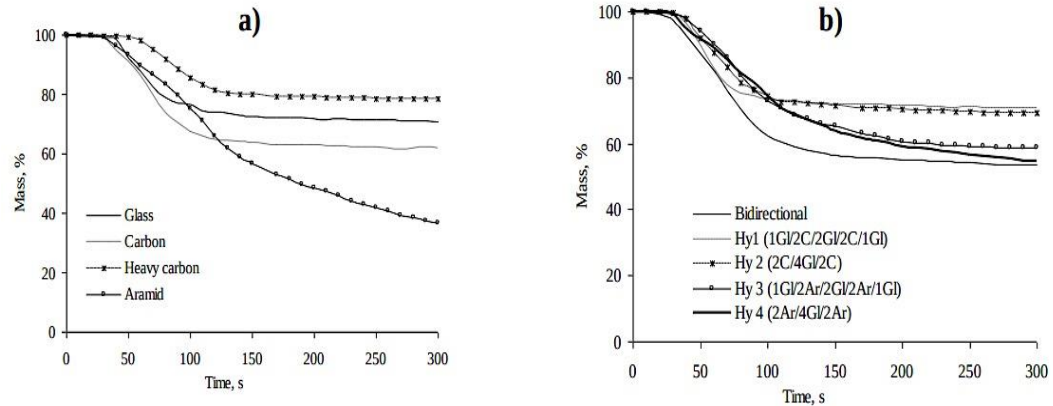 a)
100
80
60
40
20
0
Mass, %
Glass
Carbon
Heavy carbon
Aramid
0 50 100 150 200 250 300
Time, s
b)
100
80
60
40
20
0
Mass, %
Bidirectional
Hy1 (1Gl/2C/2Gl/2C/1Gl)
Hy 2 (2C/4Gl/2C)
Hy 3 (1Gl/2Ar/2Gl/2Ar/1Gl)
Hy 4 (2Ar/4Gl/2Ar)
0 50 100 150 200 250 300
Time, s